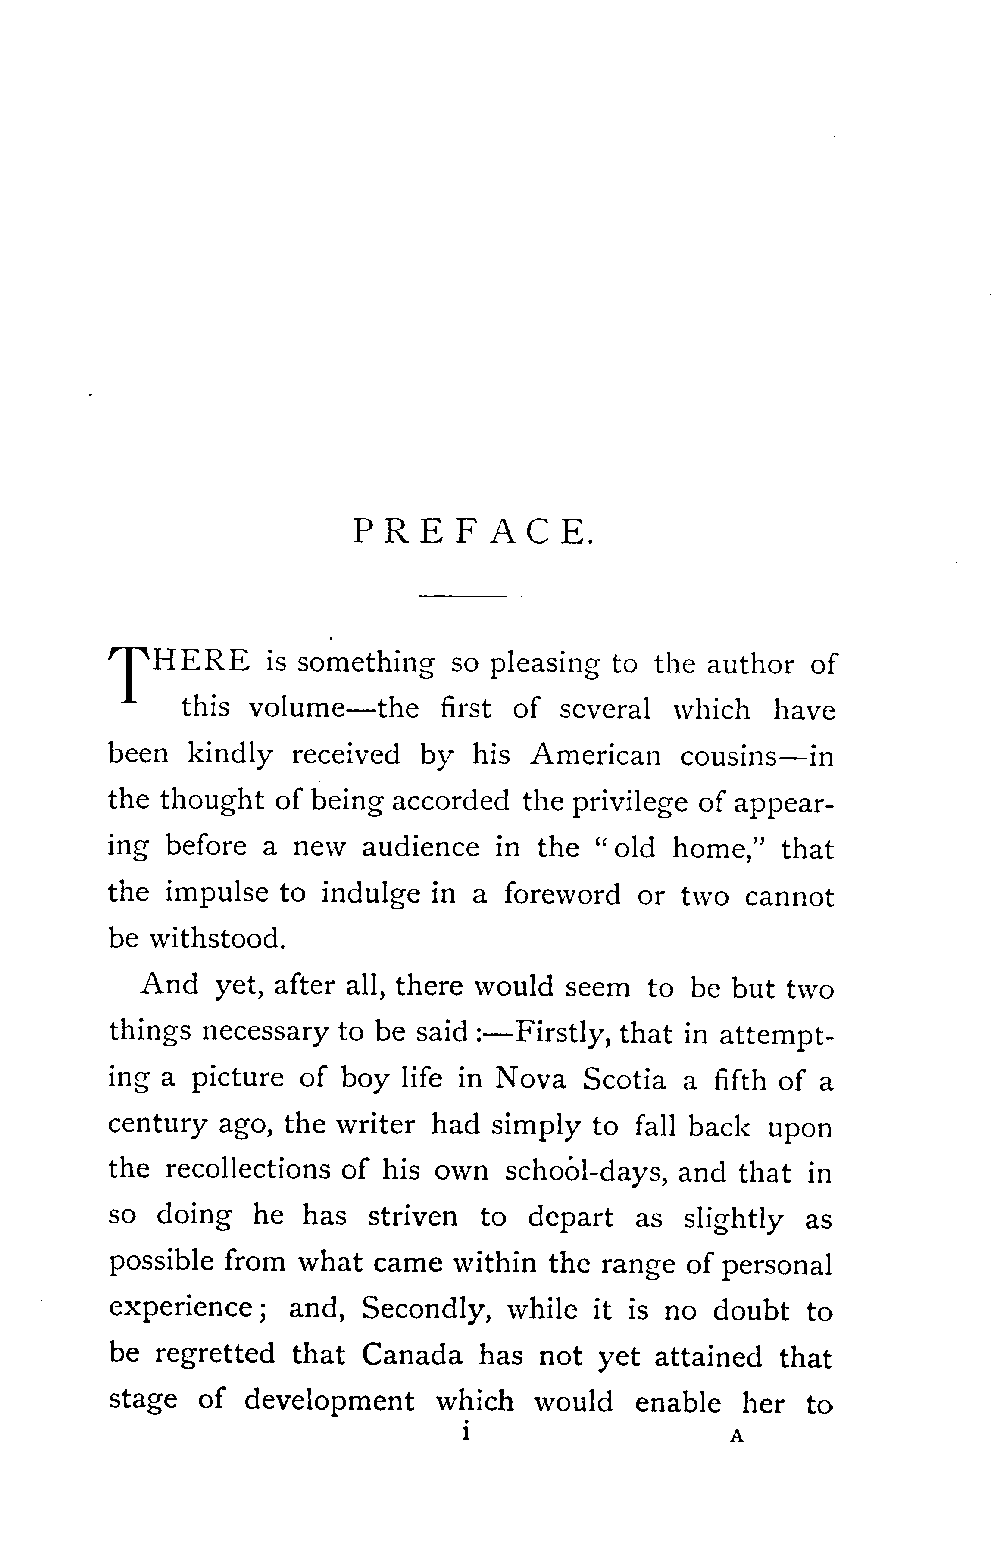 PREFACE.
THERE is something so pleasing to the author of
this volume—the first of several which have
been kindly received by his American cousins—in
the thought of being accorded the privilege of appear-
ing before a new audience in the “old home,” that
the impulse to indulge in a foreword or two cannot
be withstood.
And yet, after all, there would seem to be but two
things necessary to be said :—Firstly, that in attempt-
ing a picture of boy life in Nova Scotia a fifth of a
century ago, the writer had simply to fall back upon
the recollections of his own school-days, and that in
so doing he has striven to depart as slightly as
possible from what came within the range of personal
experience; and, Secondly, while it is no doubt to
be regretted that Canada has not yet attained that
stage of development which would enable her to
i A